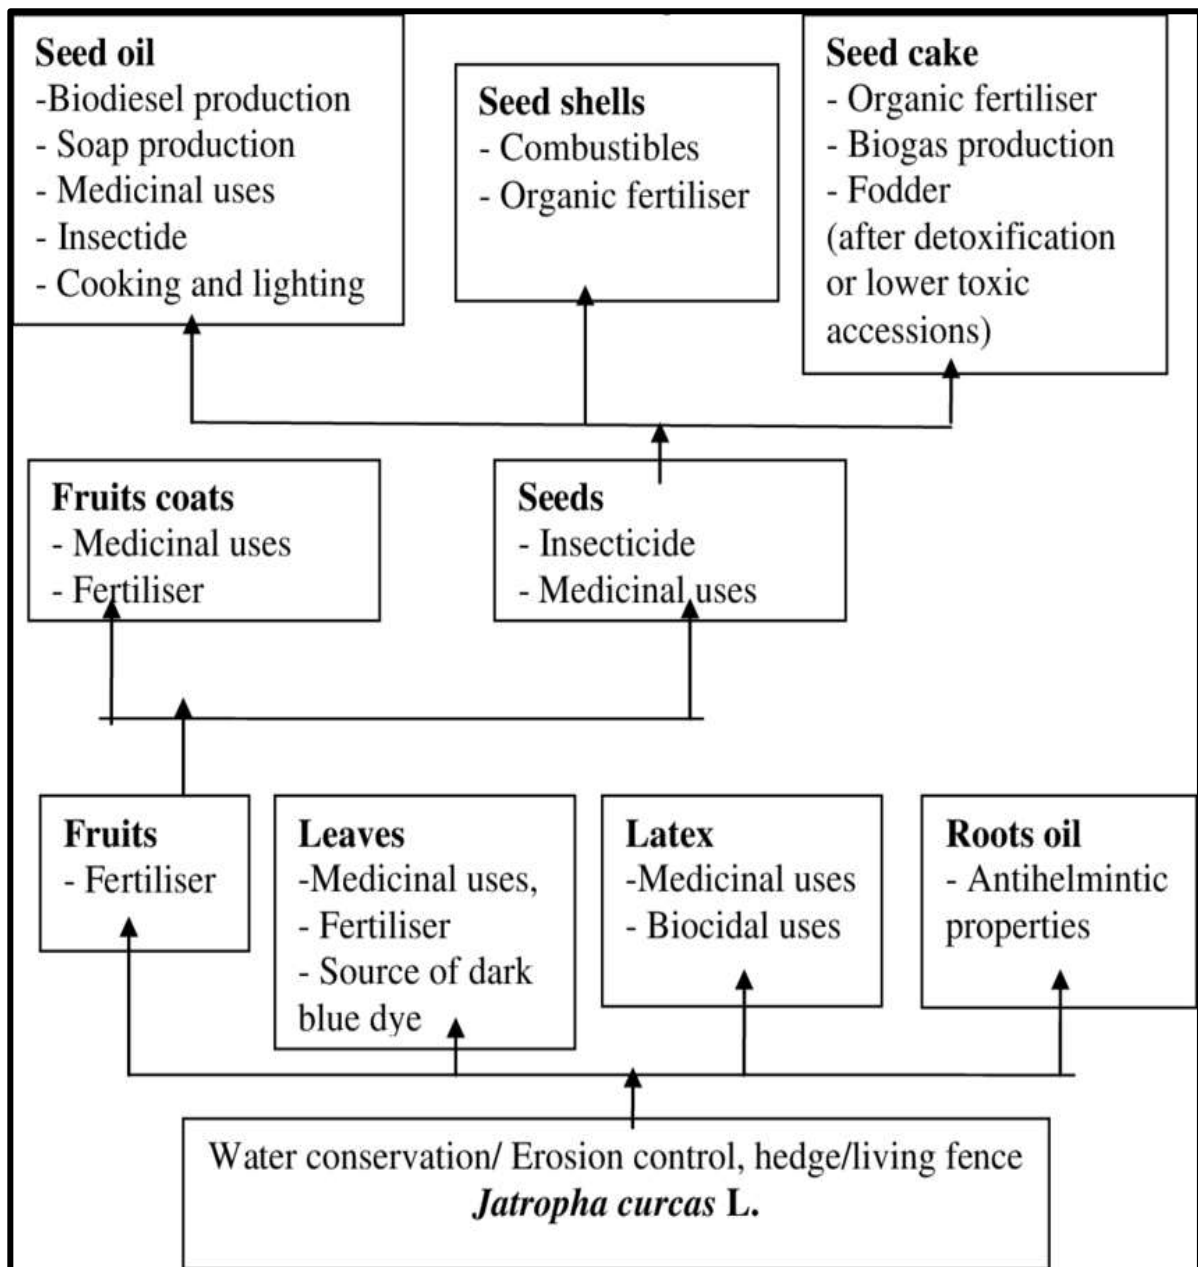 Seed oil
-Biodiesel production
- Soap production
- Medicinal uses
- Insectide
- Cooking and lighting
Seed shells
- Combustibles
- Organic fertiliser
Seed cake
- Organic fertiliser
- Biogas production
- Fodder
(after detoxification
or lower toxic
accessions)
Fruits coats
- Medicinal uses
- Fertiliser
Seeds
- Insecticide
- Medicinal uses
Fruits
- Fertiliser
Leaves
-Medicinal uses,
- Fertiliser
- Source of dark
blue dye
Latex
-Medicinal uses
- Biocidal uses
Roots oil
- Antihelmintic
properties
Water conservation/ Erosion control, hedge/living fence
Jatropha curcas L.